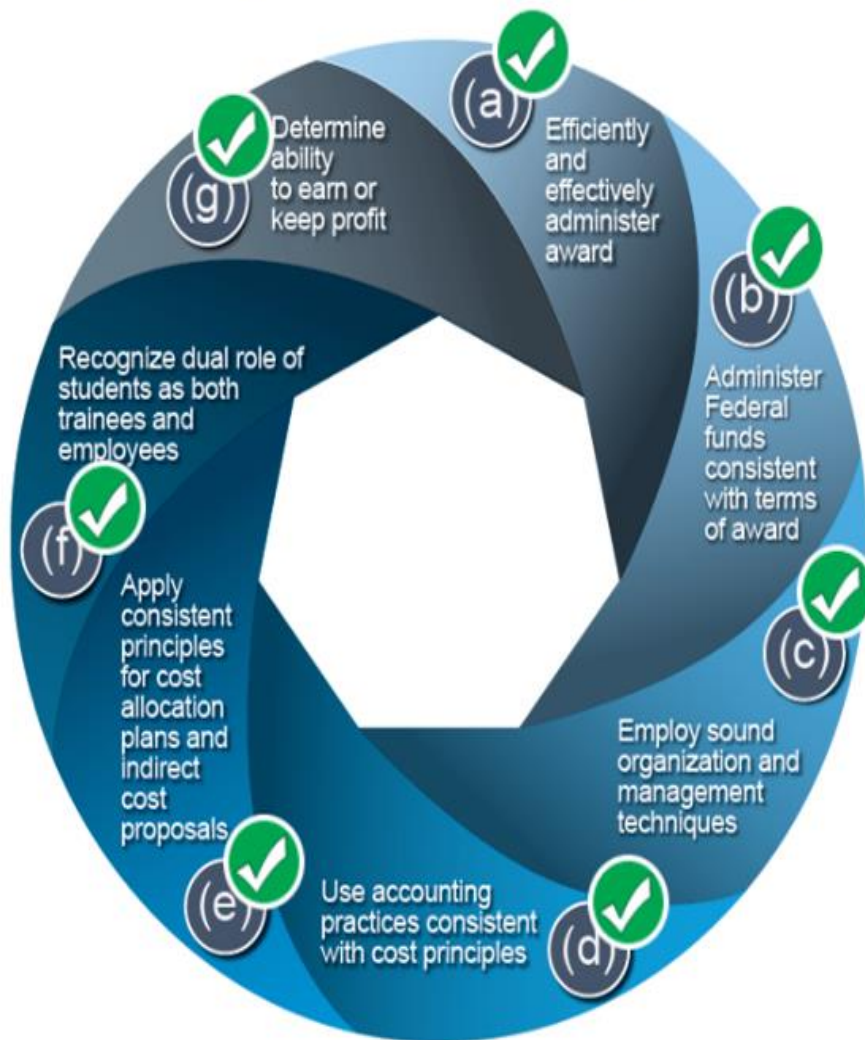 (a)
Efficiently
and
effectively
administer
award
(b)
Administer
Federal
funds
consistent
with terms
of award
(c)
Employ sound
organization and
management
techniques
(d)
Use accounting
practices consistent
with cost principles
(e)
Apply
consistent
principles
for cost
allocation
plans and
indirect
cost
proposals
(f)
Recognize dual role of
students as both
trainees and
employees
(g)
Determine
ability
to earn or
keep profit